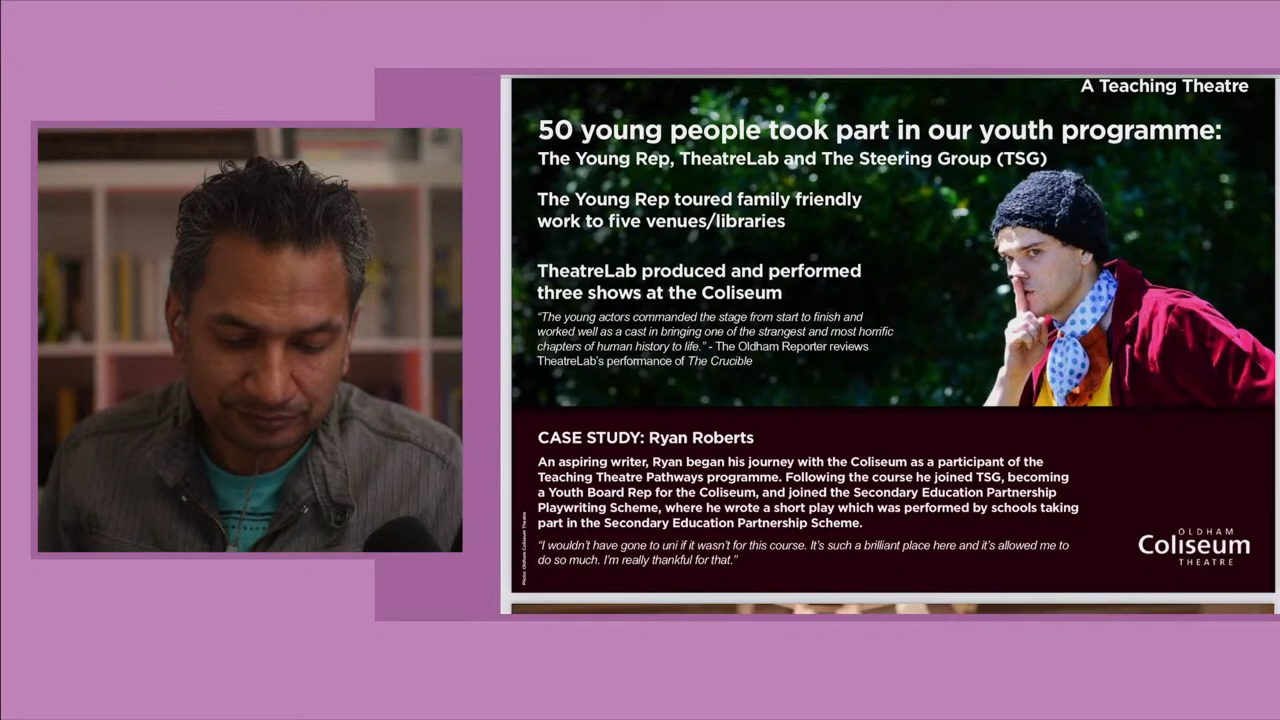 A Teaching Theatre
50 young people took part in our youth programme:
The Young Rep, TheatreLab and The Steering Group (TSG)
The Young Rep toured family friendly
work to five venues/libraries
TheatreLab produced and performed
three shows at the Coliseum
“The young actors commanded the stage from start to finish and
worked well as a cast in bringing one of the strangest and most horrific
chapters of human history to life.” - The Oldham Reporter reviews
TheatreLab’s performance of The Crucible
CASE STUDY: Ryan Roberts
An aspiring writer, Ryan began his journey with the Coliseum as a participant of the
Teaching Theatre Pathways programme. Following the course he joined TSG, becoming
a Youth Board Rep for the Coliseum, and joined the Secondary Education Partnership
Playwriting Scheme, where he wrote a short play which was performed by schools taking
part in the Secondary Education Partnership Scheme.
“I wouldn’t have gone to uni if it wasn’t for this course. It’s such a brilliant place here and it’s allowed me to
do so much. I’m really thankful for that.”
Photo: Oldham Coliseum Theatre
OLDHAM
Coliseum
THEATRE